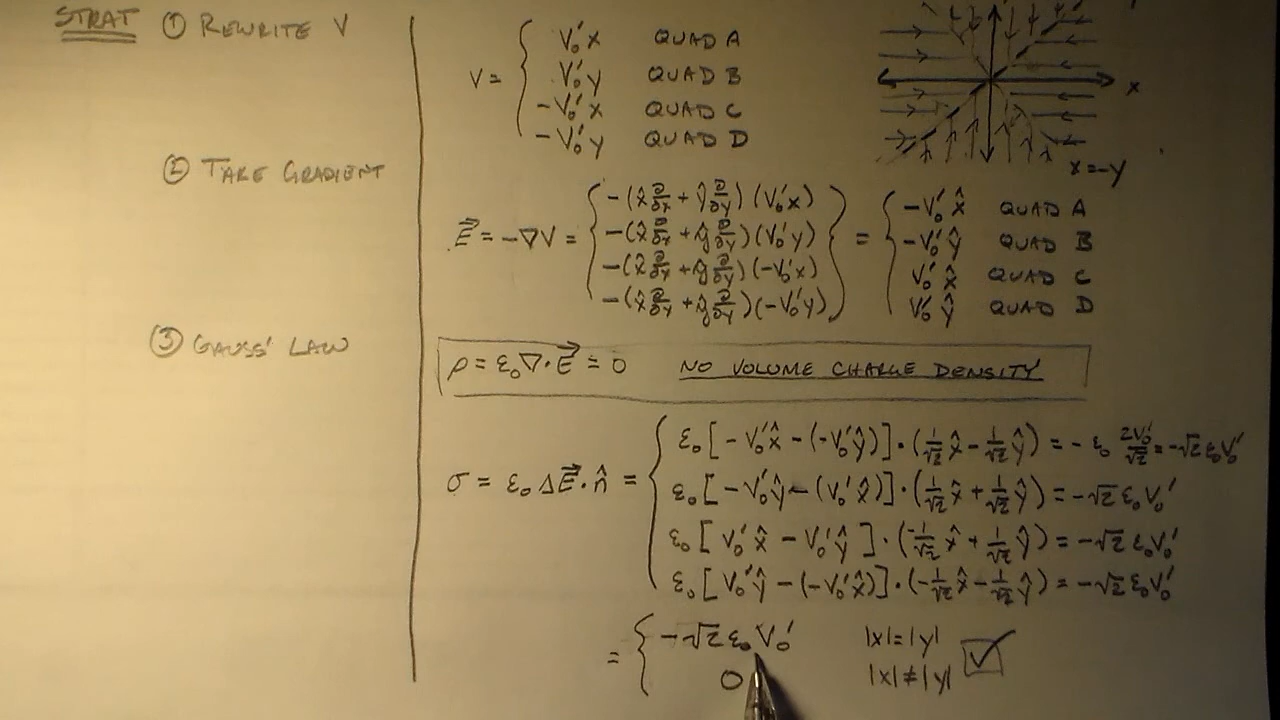 STRAT ① REWRITE V
V = { V₀'x QUAD A
V₀'y QUAD B
-V₀'x QUAD C
-V₀'y QUAD D
x
x=-y
② TAKE GRADIENT
E⃗ = -∇V = { -(x̂ ∂/∂x + ŷ ∂/∂y)(V₀'x) } = { -V₀' x̂ QUAD A
-(x̂ ∂/∂x + ŷ ∂/∂y)(V₀'y) -V₀' ŷ QUAD B
-(x̂ ∂/∂x + ŷ ∂/∂y)(-V₀'x) V₀' x̂ QUAD C
-(x̂ ∂/∂x + ŷ ∂/∂y)(-V₀'y) V₀' ŷ QUAD D
③ GAUSS' LAW
ρ = ε₀∇·E⃗ = 0 NO VOLUME CHARGE DENSITY
σ = ε₀ ΔE⃗·n̂ = { ε₀[-V₀'x̂ - (-V₀'ŷ)]·(1/√2 x̂ - 1/√2 ŷ) = -ε₀ 2V₀'/√2 = -√2 ε₀V₀'
ε₀[-V₀'ŷ - (V₀'x̂)]·(1/√2 x̂ + 1/√2 ŷ) = -√2 ε₀V₀'
ε₀[V₀'x̂ - V₀'ŷ]·(-1/√2 x̂ + 1/√2 ŷ) = -√2 ε₀V₀'
ε₀[V₀'ŷ - (-V₀'x̂)]·(-1/√2 x̂ - 1/√2 ŷ) = -√2 ε₀V₀'
= { -√2 ε₀V₀' |x|=|y| ✓
0 |x|≠|y|